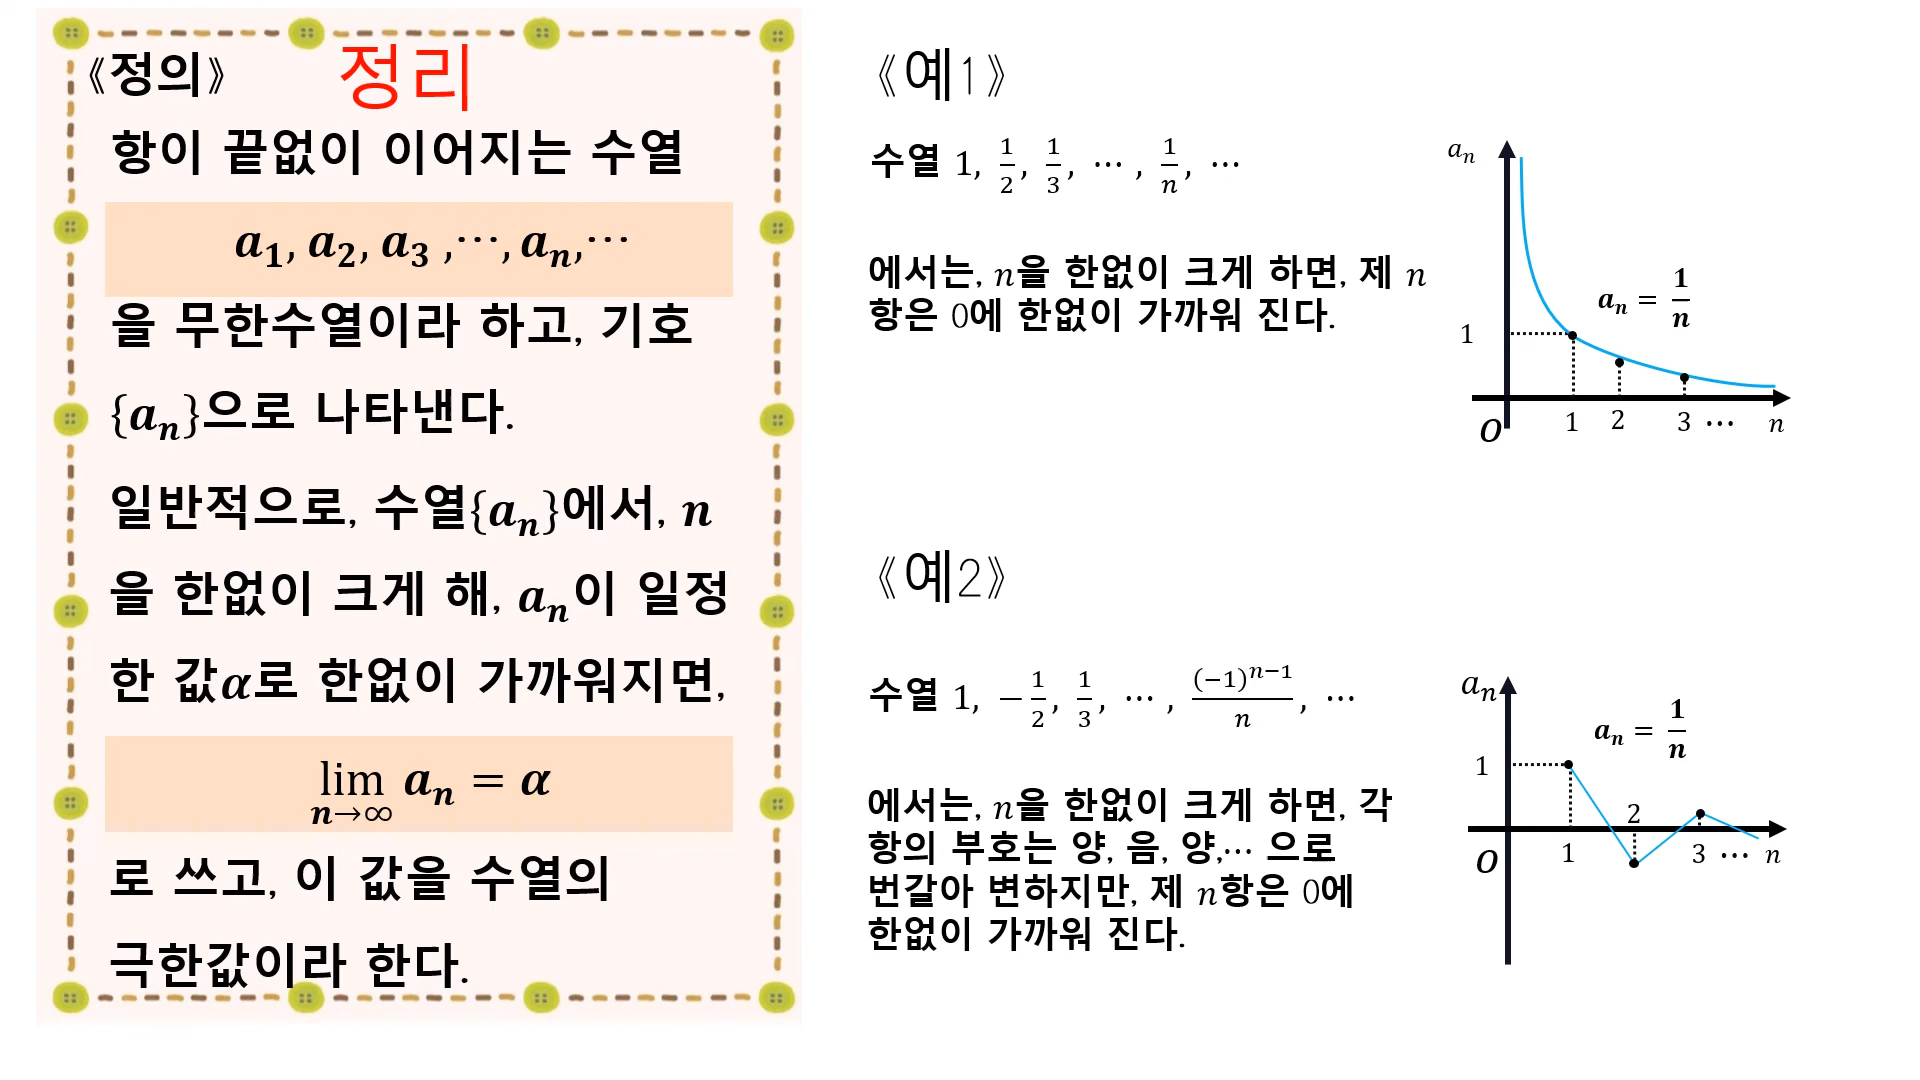 《정의》 정리
항이 끝없이 이어지는 수열
a₁, a₂, a₃ ,⋯, aₙ,⋯
을 무한수열이라 하고, 기호
{aₙ}으로 나타낸다.
일반적으로, 수열{aₙ}에서, n
을 한없이 크게 해, aₙ이 일정
한 값α로 한없이 가까워지면,
lim aₙ = α
n→∞
로 쓰고, 이 값을 수열의
극한값이라 한다.
《예1》
수열 1, 1/2, 1/3, ⋯ , 1/n, ⋯
에서는, n을 한없이 크게 하면, 제 n
항은 0에 한없이 가까워 진다.
aₙ
aₙ = 1/n
1
O 1 2 3 ⋯ n
《예2》
수열 1, −1/2, 1/3, ⋯ , (−1)ⁿ⁻¹/n, ⋯
에서는, n을 한없이 크게 하면, 각
항의 부호는 양, 음, 양,⋯ 으로
번갈아 변하지만, 제 n항은 0에
한없이 가까워 진다.
aₙ
aₙ = 1/n
1
2
O 1 3 ⋯ n